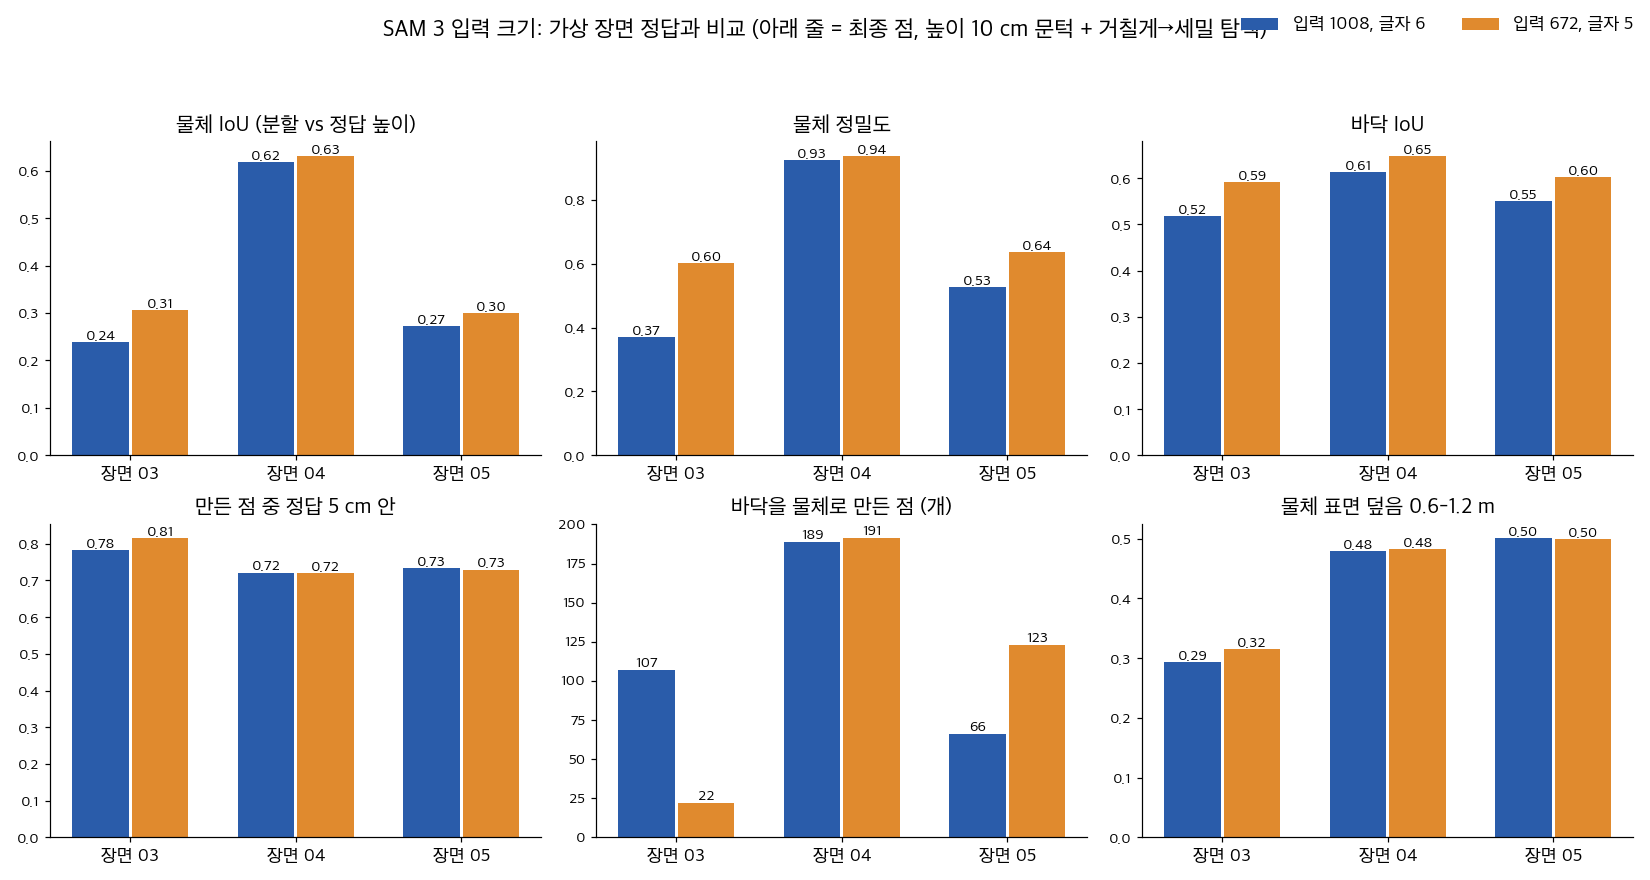 SAM 3 입력 크기: 가상 장면 정답과 비교 (아래 줄 = 최종 점, 높이 10 cm 문턱 + 거칠게→세밀 탐색)
입력 1008, 글자 6
입력 672, 글자 5
물체 IoU (분할 vs 정답 높이)
0.6
0.5
0.4
0.3
0.2
0.1
0.0
0.24
0.31
0.62
0.63
0.27
0.30
장면 03
장면 04
장면 05
물체 정밀도
0.8
0.6
0.4
0.2
0.0
0.37
0.60
0.93
0.94
0.53
0.64
장면 03
장면 04
장면 05
바닥 IoU
0.6
0.5
0.4
0.3
0.2
0.1
0.0
0.52
0.59
0.61
0.65
0.55
0.60
장면 03
장면 04
장면 05
만든 점 중 정답 5 cm 안
0.8
0.7
0.6
0.5
0.4
0.3
0.2
0.1
0.0
0.78
0.81
0.72
0.72
0.73
0.73
장면 03
장면 04
장면 05
바닥을 물체로 만든 점 (개)
200
175
150
125
100
75
50
25
0
107
22
189
191
66
123
장면 03
장면 04
장면 05
물체 표면 덮음 0.6-1.2 m
0.5
0.4
0.3
0.2
0.1
0.0
0.29
0.32
0.48
0.48
0.50
0.50
장면 03
장면 04
장면 05